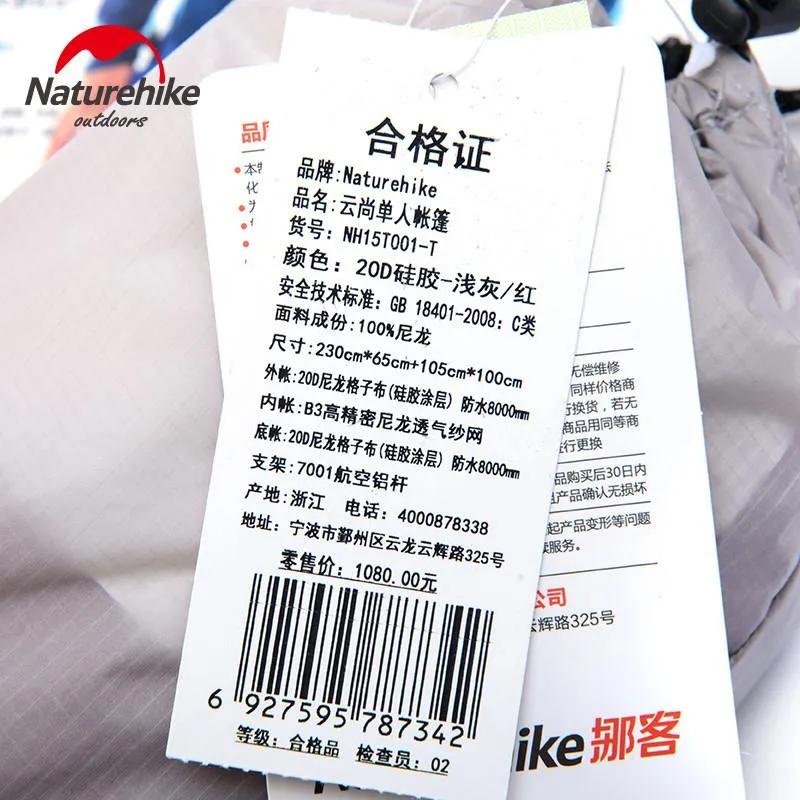 Naturehike
outdoors
合格证
品牌:Naturehike
品名: 云尚单人帐篷
货号: NH15T001-T
颜色: 20D硅胶-浅灰/红
安全技术标准: GB 18401-2008: C类
面料成份: 100%尼龙
尺寸: 230cm*65cm+105cm*100cm
外帐: 20D尼龙格子布(硅胶涂层) 防水8000mm
内帐: B3高精密尼龙透气纱网
底帐: 20D尼龙格子布(硅胶涂层) 防水8000mm
支架: 7001航空铝杆
产地: 浙江 电话: 4000878338
地址: 宁波市鄞州区云龙云辉路325号
零售价: 1080.00元
6 927595 787342
等级: 合格品 检查员: 02
无偿维修
同样价格商
行换货，若无
商品用同等商
进行更换
品购买后30日内
产品确认无损坏
起产品变形等问题
服务。
公司
云辉路325号
ike 挪客